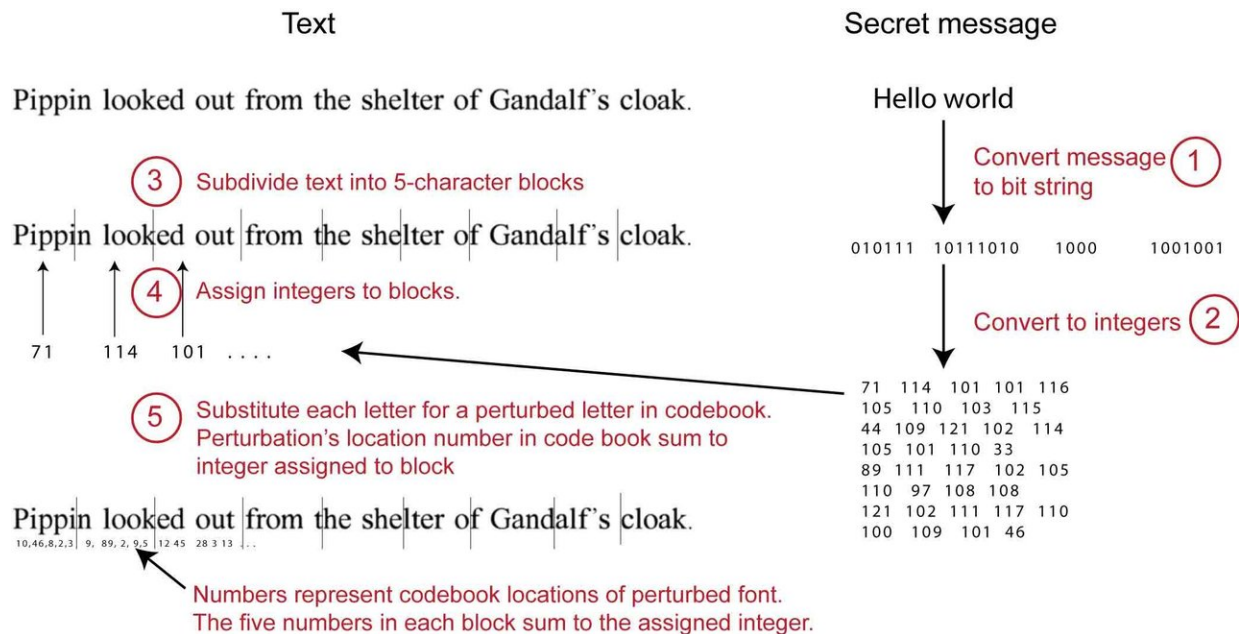 Text
Pippin looked out from the shelter of Gandalf's cloak.
3 Subdivide text into 5-character blocks
Pippin looked out from the shelter of Gandalf's cloak.
4 Assign integers to blocks.
71 114 101 . . . .
5 Substitute each letter for a perturbed letter in codebook.
Perturbation's location number in code book sum to
integer assigned to block
Pippin looked out from the shelter of Gandalf's cloak.
10,46,8,2,3 9, 89, 2, 9,5 12 45 28 3 13 . . .
Numbers represent codebook locations of perturbed font.
The five numbers in each block sum to the assigned integer.
Secret message
Hello world
Convert message 1
to bit string
010111 10111010 1000 1001001
Convert to integers 2
71 114 101 101 116
105 110 103 115
44 109 121 102 114
105 101 110 33
89 111 117 102 105
110 97 108 108
121 102 111 117 110
100 109 101 46